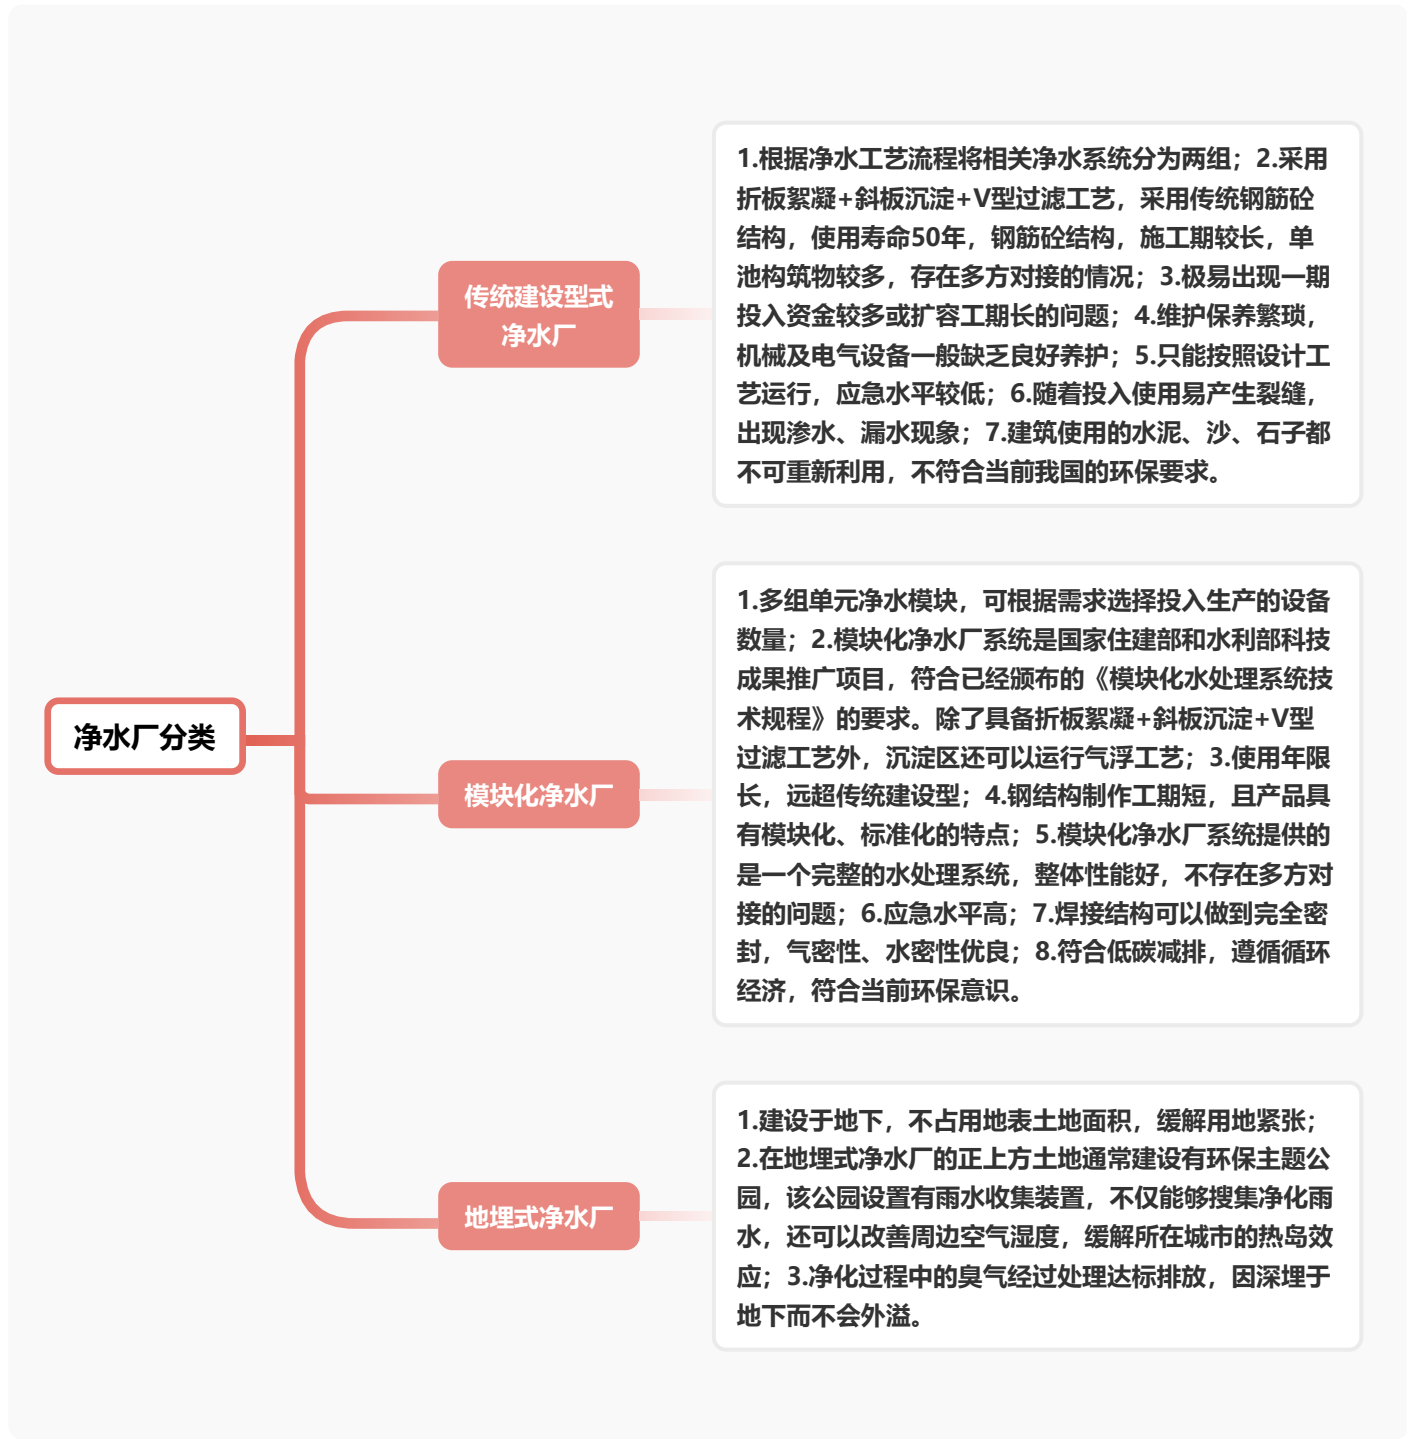 净水厂分类
传统建设型式
净水厂
1.根据净水工艺流程将相关净水系统分为两组；2.采用
折板絮凝+斜板沉淀+V型过滤工艺，采用传统钢筋砼
结构，使用寿命50年，钢筋砼结构，施工期较长，单
池构筑物较多，存在多方对接的情况；3.极易出现一期
投入资金较多或扩容工期长的问题；4.维护保养繁琐，
机械及电气设备一般缺乏良好养护；5.只能按照设计工
艺运行，应急水平较低；6.随着投入使用易产生裂缝，
出现渗水、漏水现象；7.建筑使用的水泥、沙、石子都
不可重新利用，不符合当前我国的环保要求。
模块化净水厂
1.多组单元净水模块，可根据需求选择投入生产的设备
数量；2.模块化净水厂系统是国家住建部和水利部科技
成果推广项目，符合已经颁布的《模块化水处理系统技
术规程》的要求。除了具备折板絮凝+斜板沉淀+V型
过滤工艺外，沉淀区还可以运行气浮工艺；3.使用年限
长，远超传统建设型；4.钢结构制作工期短，且产品具
有模块化、标准化的特点；5.模块化净水厂系统提供的
是一个完整的水处理系统，整体性能好，不存在多方对
接的问题；6.应急水平高；7.焊接结构可以做到完全密
封，气密性、水密性优良；8.符合低碳减排，遵循循环
经济，符合当前环保意识。
地埋式净水厂
1.建设于地下，不占用地表土地面积，缓解用地紧张；
2.在地埋式净水厂的正上方土地通常建设有环保主题公
园，该公园设置有雨水收集装置，不仅能够搜集净化雨
水，还可以改善周边空气湿度，缓解所在城市的热岛效
应；3.净化过程中的臭气经过处理达标排放，因深埋于
地下而不会外溢。